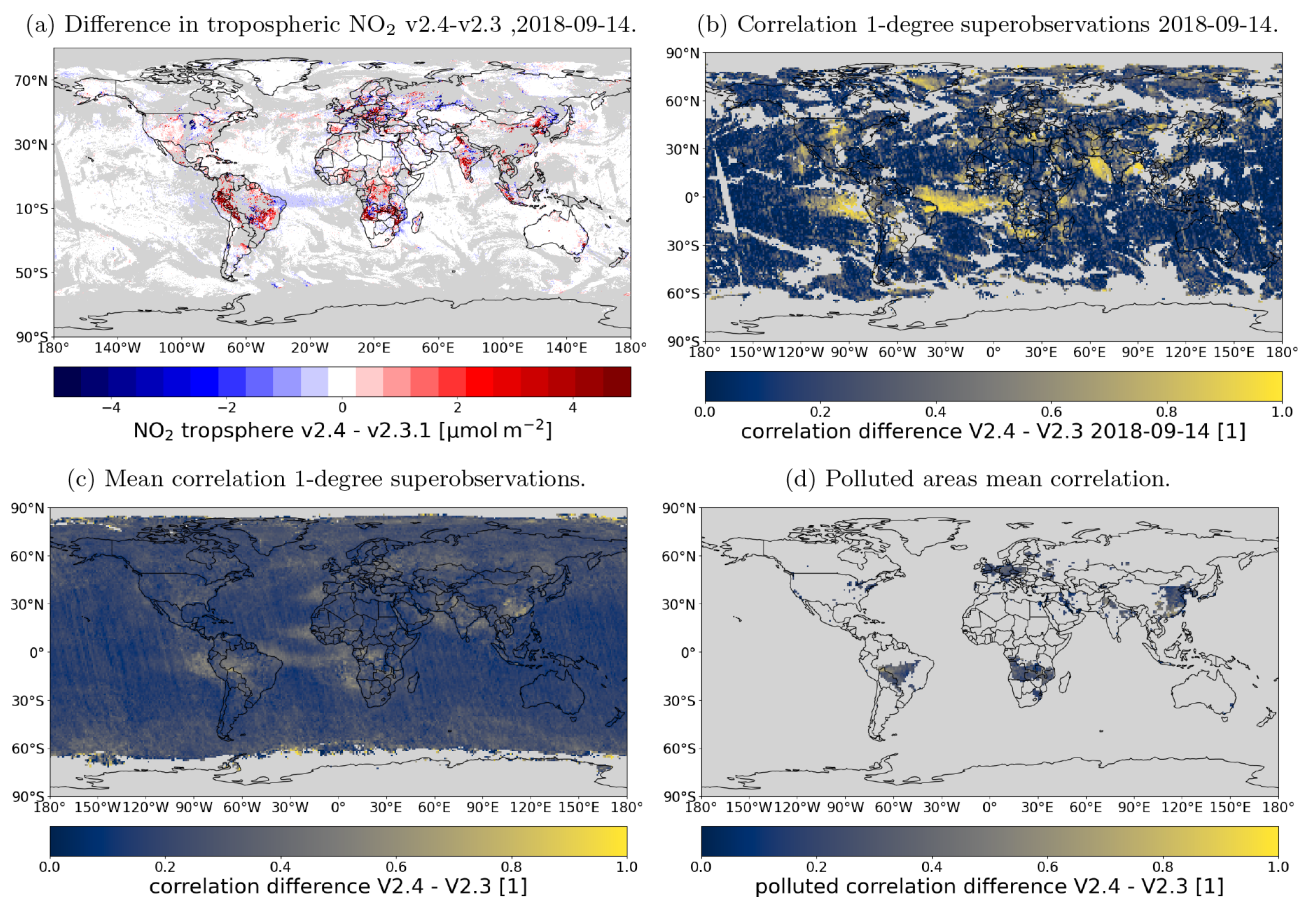 (a) Difference in tropospheric NO₂ v2.4-v2.3 ,2018-09-14.
70°N
30°N
10°S
50°S
90°S
180° 140°W 100°W 60°W 20°W 20°E 60°E 100°E 140°E 180°
−4 −2 0 2 4
NO₂ tropsphere v2.4 - v2.3.1 [µmol m⁻²]
(b) Correlation 1-degree superobservations 2018-09-14.
90°N
60°N
30°N
0°
30°S
60°S
90°S
180° 150°W 120°W 90°W 60°W 30°W 0° 30°E 60°E 90°E 120°E 150°E 180°
0.0 0.2 0.4 0.6 0.8 1.0
correlation difference V2.4 - V2.3 2018-09-14 [1]
(c) Mean correlation 1-degree superobservations.
90°N
60°N
30°N
0°
30°S
60°S
90°S
180° 150°W 120°W 90°W 60°W 30°W 0° 30°E 60°E 90°E 120°E 150°E 180°
0.0 0.2 0.4 0.6 0.8 1.0
correlation difference V2.4 - V2.3 [1]
(d) Polluted areas mean correlation.
90°N
60°N
30°N
0°
30°S
60°S
90°S
180° 150°W 120°W 90°W 60°W 30°W 0° 30°E 60°E 90°E 120°E 150°E 180°
0.0 0.2 0.4 0.6 0.8 1.0
polluted correlation difference V2.4 - V2.3 [1]